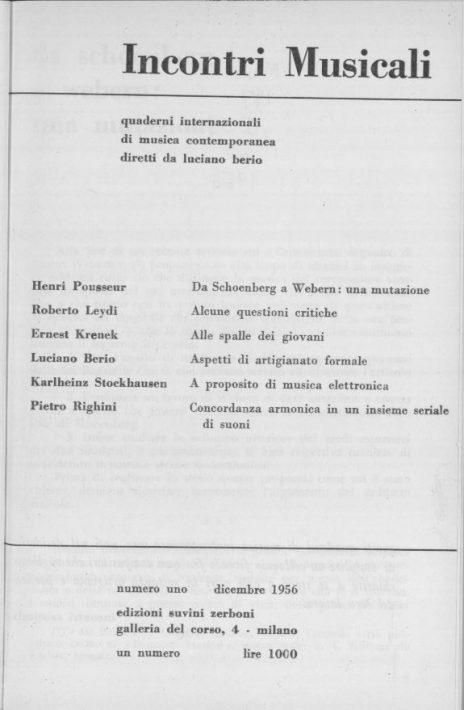 Incontri Musicali
quaderni internazionali
di musica contemporanea
diretti da luciano berio
Henri Pousseur Da Schoenberg a Webern: una mutazione
Roberto Leydi Alcune questioni critiche
Ernest Krenek Alle spalle dei giovani
Luciano Berio Aspetti di artigianato formale
Karlheinz Stockhausen A proposito di musica elettronica
Pietro Righini Concordanza armonica in un insieme seriale
di suoni
numero uno dicembre 1956
edizioni suvini zerboni
galleria del corso, 4 - milano
un numero lire 1000